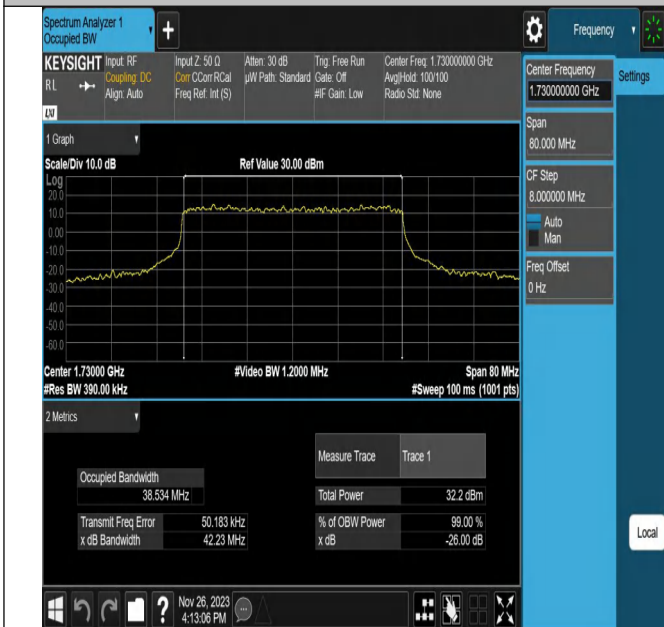 Spectrum Analyzer 1
Occupied BW
+
Frequency
KEYSIGHT Input: RF Input Z: 50 Ω Atten: 30 dB Trig: Free Run Center Freq: 1.730000000 GHz
RL Coupling: DC Corr CCorr RCal µW Path: Standard Gate: Off Avg|Hold: 100/100
Align: Auto Freq Ref: Int (S) #IF Gain: Low Radio Std: None
LXI
Center Frequency
1.730000000 GHz
Settings
Span
80.000 MHz
CF Step
8.000000 MHz
Auto
Man
Freq Offset
0 Hz
1 Graph
Scale/Div 10.0 dB Ref Value 30.00 dBm
Log
20.0
10.0
0.00
-10.0
-20.0
-30.0
-40.0
-50.0
-60.0
Center 1.73000 GHz #Video BW 1.2000 MHz Span 80 MHz
#Res BW 390.00 kHz #Sweep 100 ms (1001 pts)
2 Metrics
Measure Trace Trace 1
Occupied Bandwidth
38.534 MHz
Total Power 32.2 dBm
Transmit Freq Error 50.183 kHz % of OBW Power 99.00 %
x dB Bandwidth 42.23 MHz x dB -26.00 dB
Local
?
Nov 26, 2023
4:13:06 PM